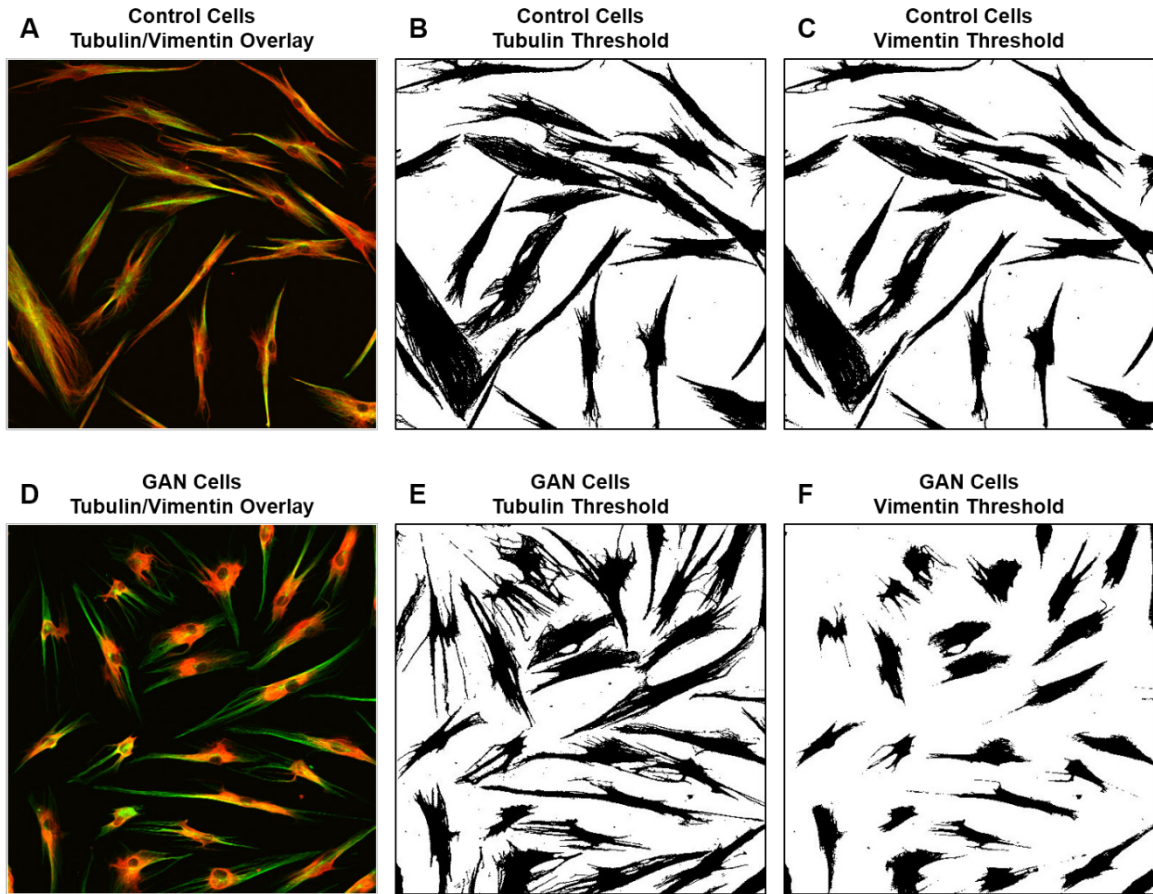 A
Control Cells
Tubulin/Vimentin Overlay
B
Control Cells
Tubulin Threshold
C
Control Cells
Vimentin Threshold
D
GAN Cells
Tubulin/Vimentin Overlay
E
GAN Cells
Tubulin Threshold
F
GAN Cells
Vimentin Threshold